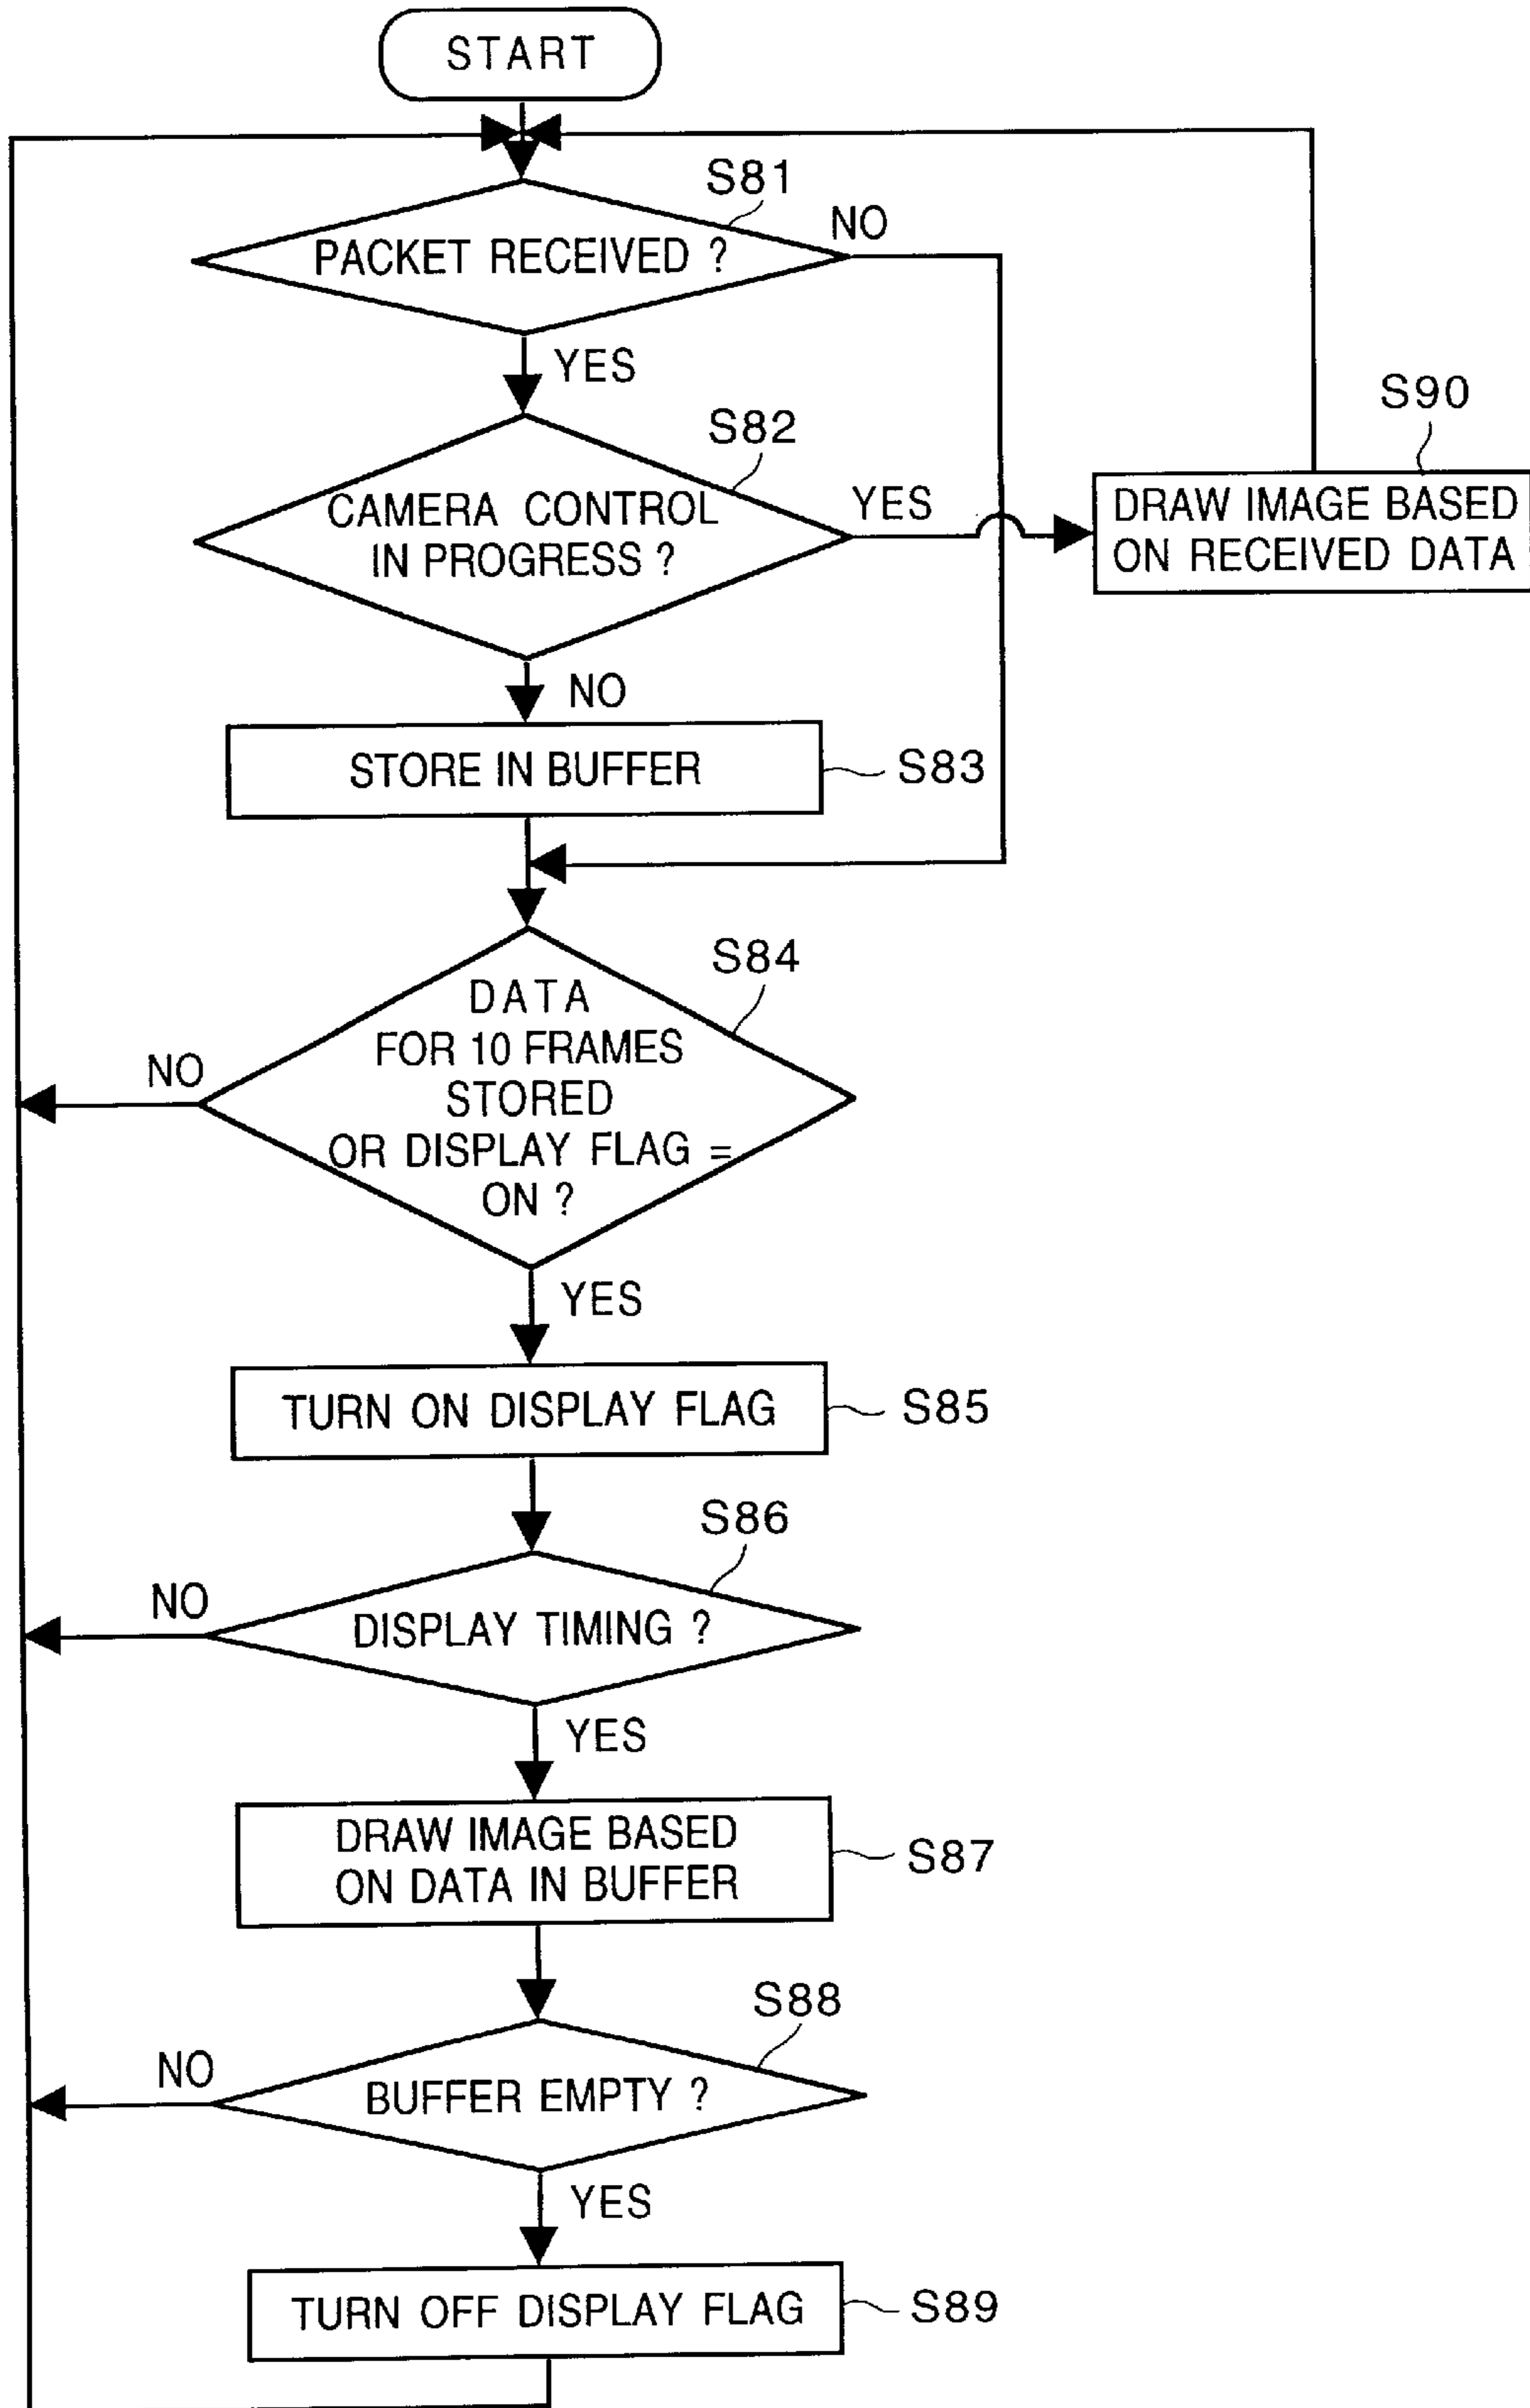 START
S81
PACKET RECEIVED ?
NO
YES
S82
CAMERA CONTROL
IN PROGRESS ?
YES
S90
DRAW IMAGE BASED
ON RECEIVED DATA
NO
STORE IN BUFFER
S83
S84
DATA
FOR 10 FRAMES
STORED
OR DISPLAY FLAG =
ON ?
NO
YES
TURN ON DISPLAY FLAG
S85
S86
DISPLAY TIMING ?
NO
YES
DRAW IMAGE BASED
ON DATA IN BUFFER
S87
S88
BUFFER EMPTY ?
NO
YES
TURN OFF DISPLAY FLAG
S89